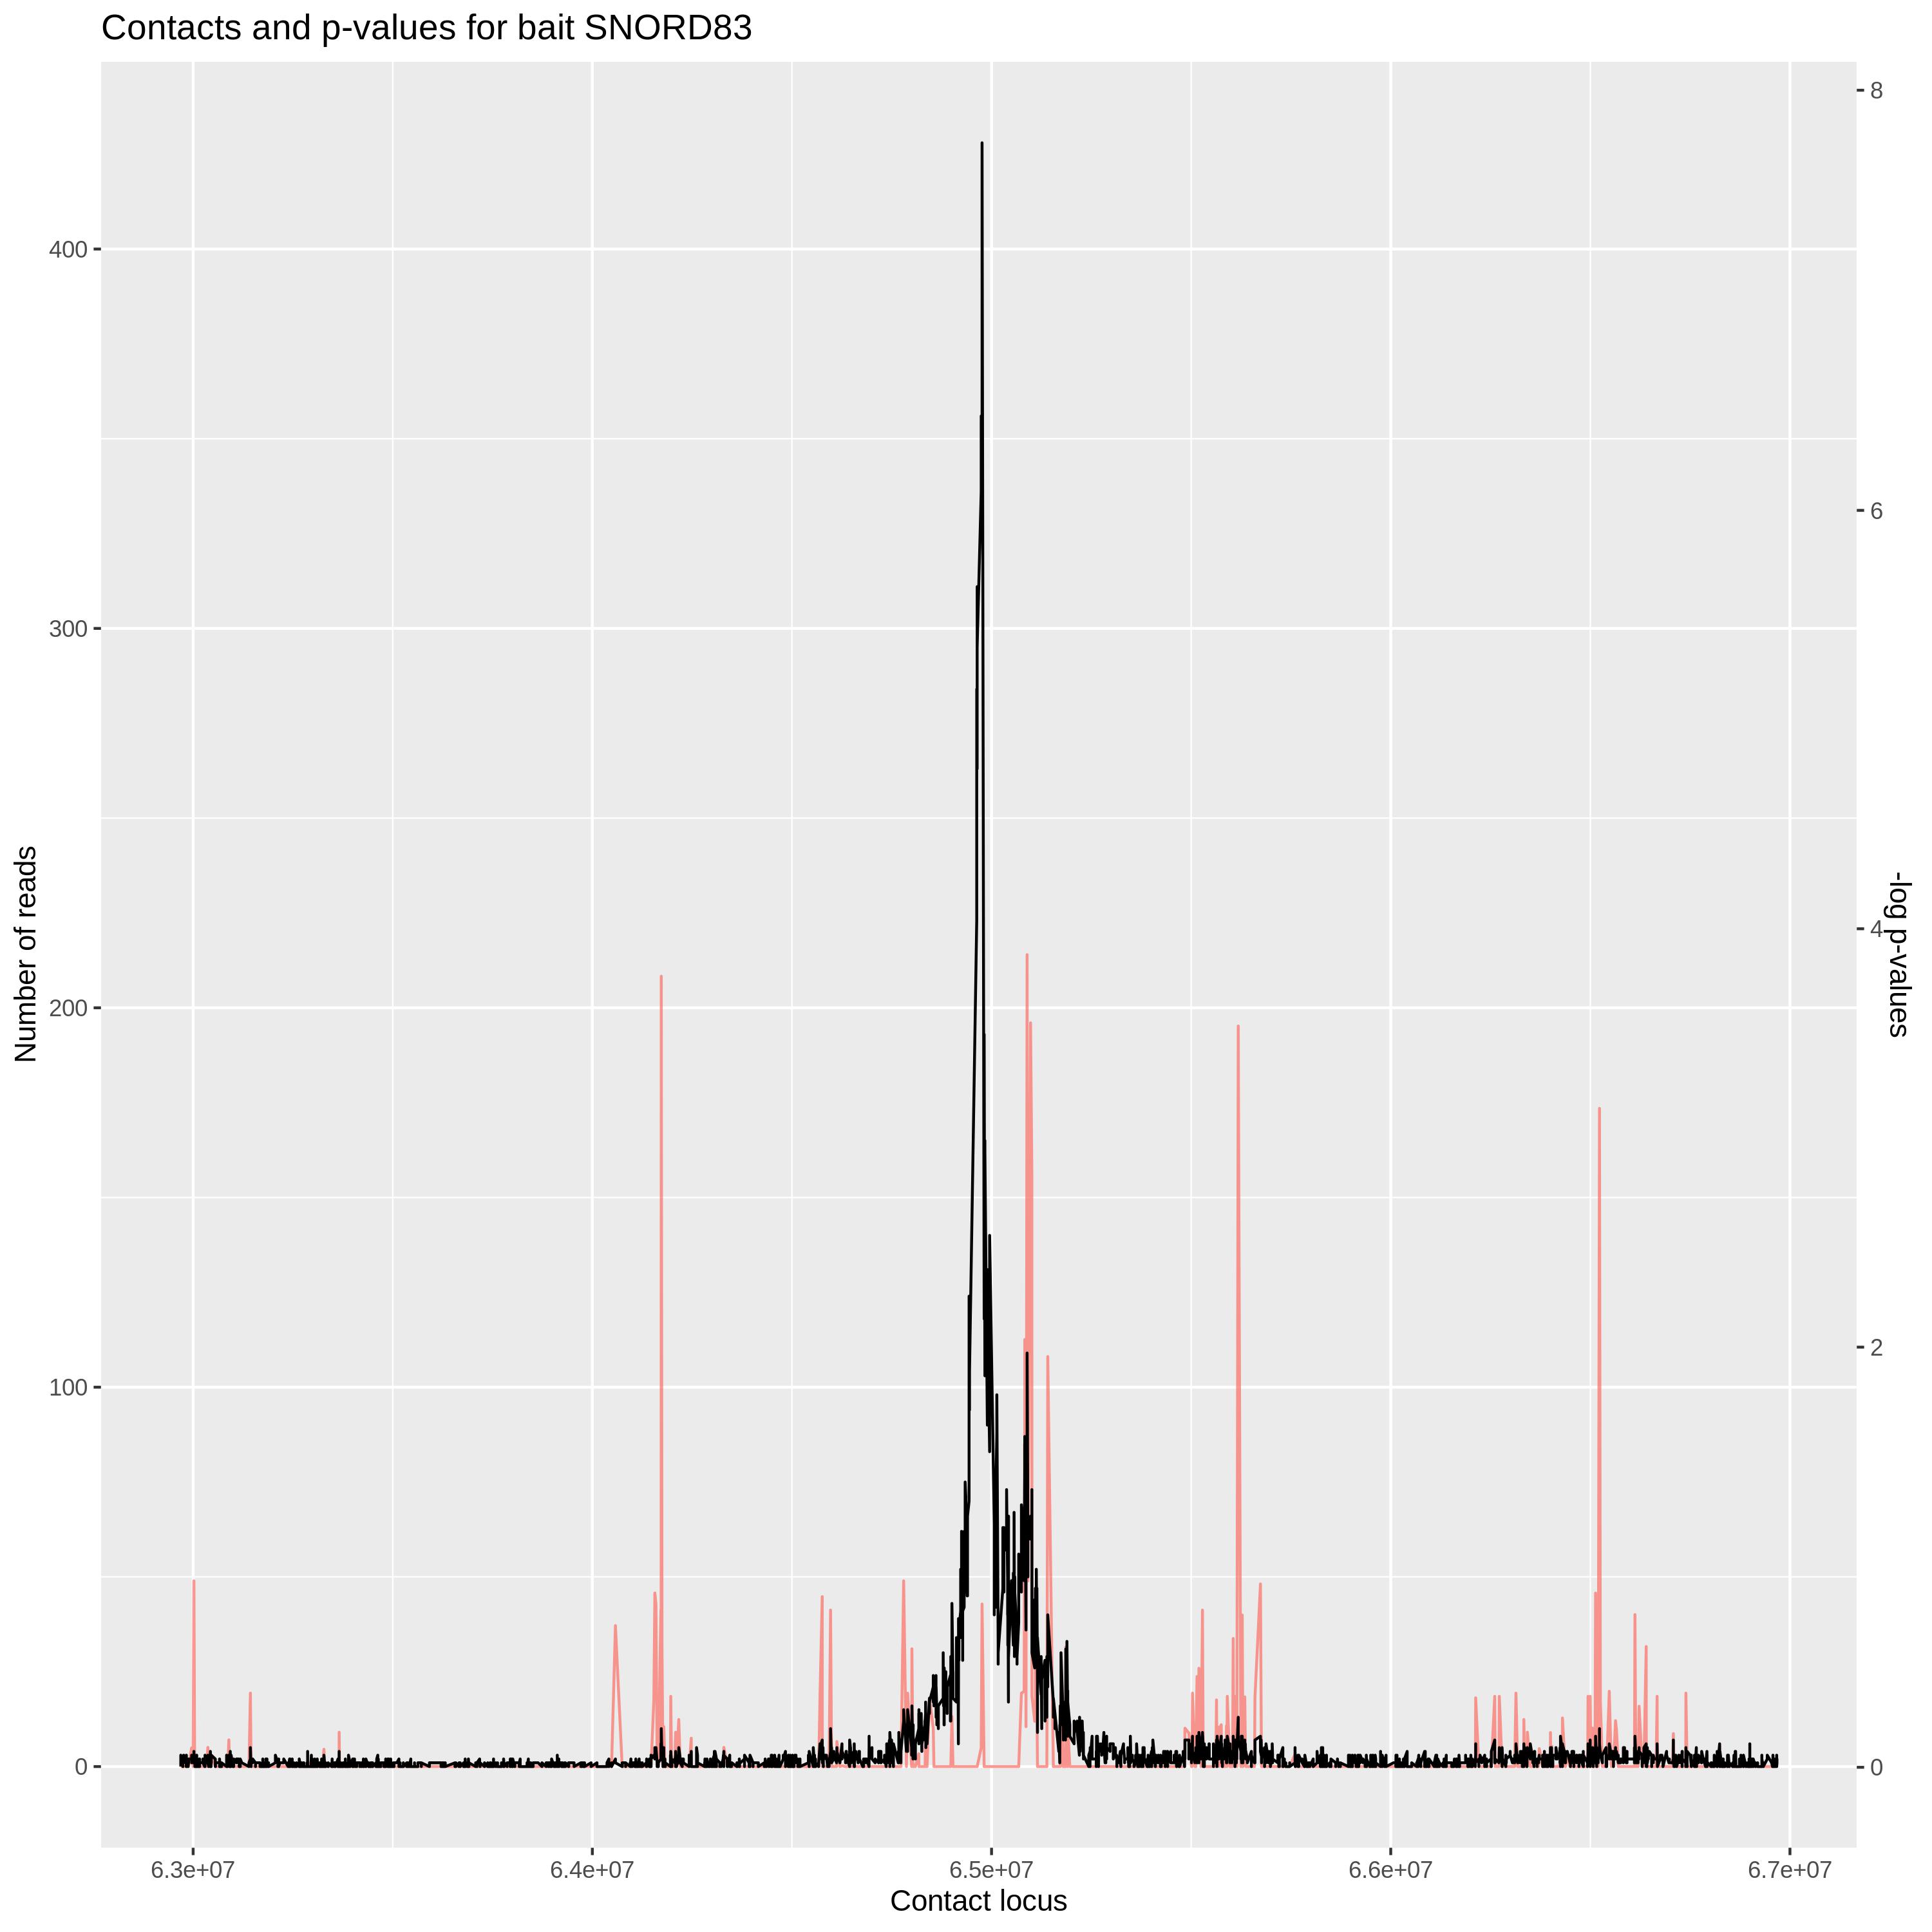 Contacts and p-values for bait SNORD83
400
300
200
100
0
Number of reads
8
6
4
2
0
-log p-values
6.3e+07
6.4e+07
6.5e+07
6.6e+07
6.7e+07
Contact locus